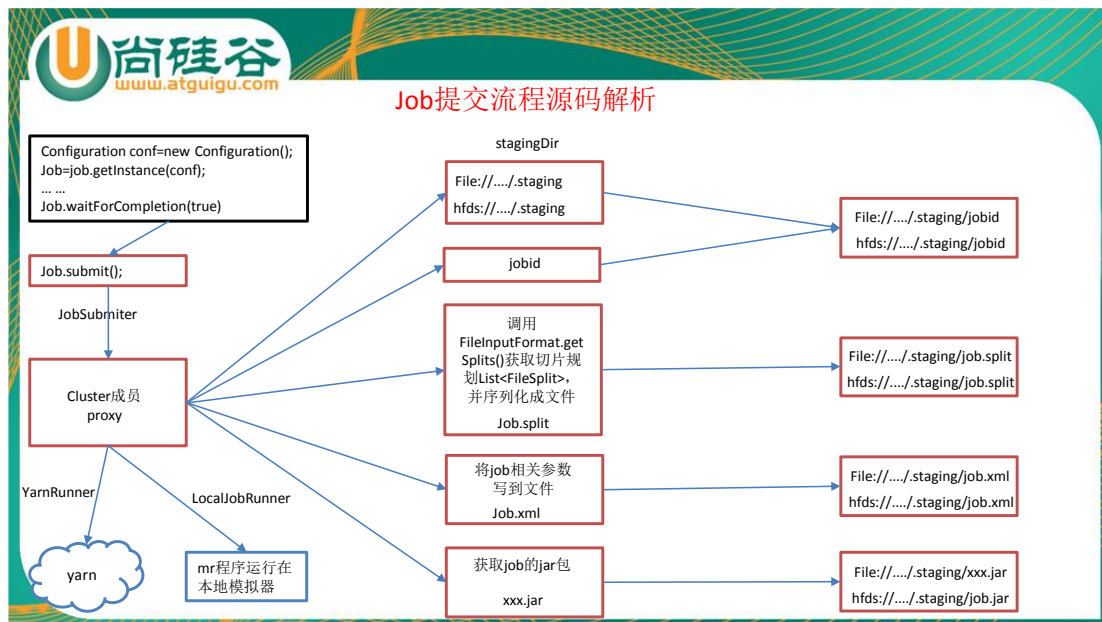 尚硅谷
www.atguigu.com
Job提交流程源码解析
Configuration conf=new Configuration();
Job=job.getInstance(conf);
... ...
Job.waitForCompletion(true)
Job.submit();
JobSubmiter
Cluster成员
proxy
YarnRunner
LocalJobRunner
yarn
mr程序运行在
本地模拟器
stagingDir
File://..../.staging
hfds://..../.staging
jobid
调用
FileInputFormat.get
Splits()获取切片规
划List<FileSplit>,
并序列化成文件
Job.split
将job相关参数
写到文件
Job.xml
获取job的jar包
xxx.jar
File://..../.staging/jobid
hfds://..../.staging/jobid
File://..../.staging/job.split
hfds://..../.staging/job.split
File://..../.staging/job.xml
hfds://..../.staging/job.xml
File://..../.staging/xxx.jar
hfds://..../.staging/job.jar